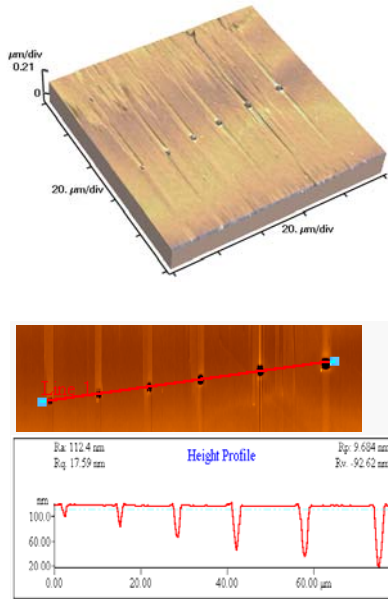 µm/div
0.21
0
20. µm/div
20. µm/div
Line 1
Ra: 112.4 nm
Rq: 17.59 nm
Height Profile
Rp: 9.684 nm
Rv: -92.62 nm
nm
100.0
60.00
20.00
0.00
20.00
40.00
60.00 µm